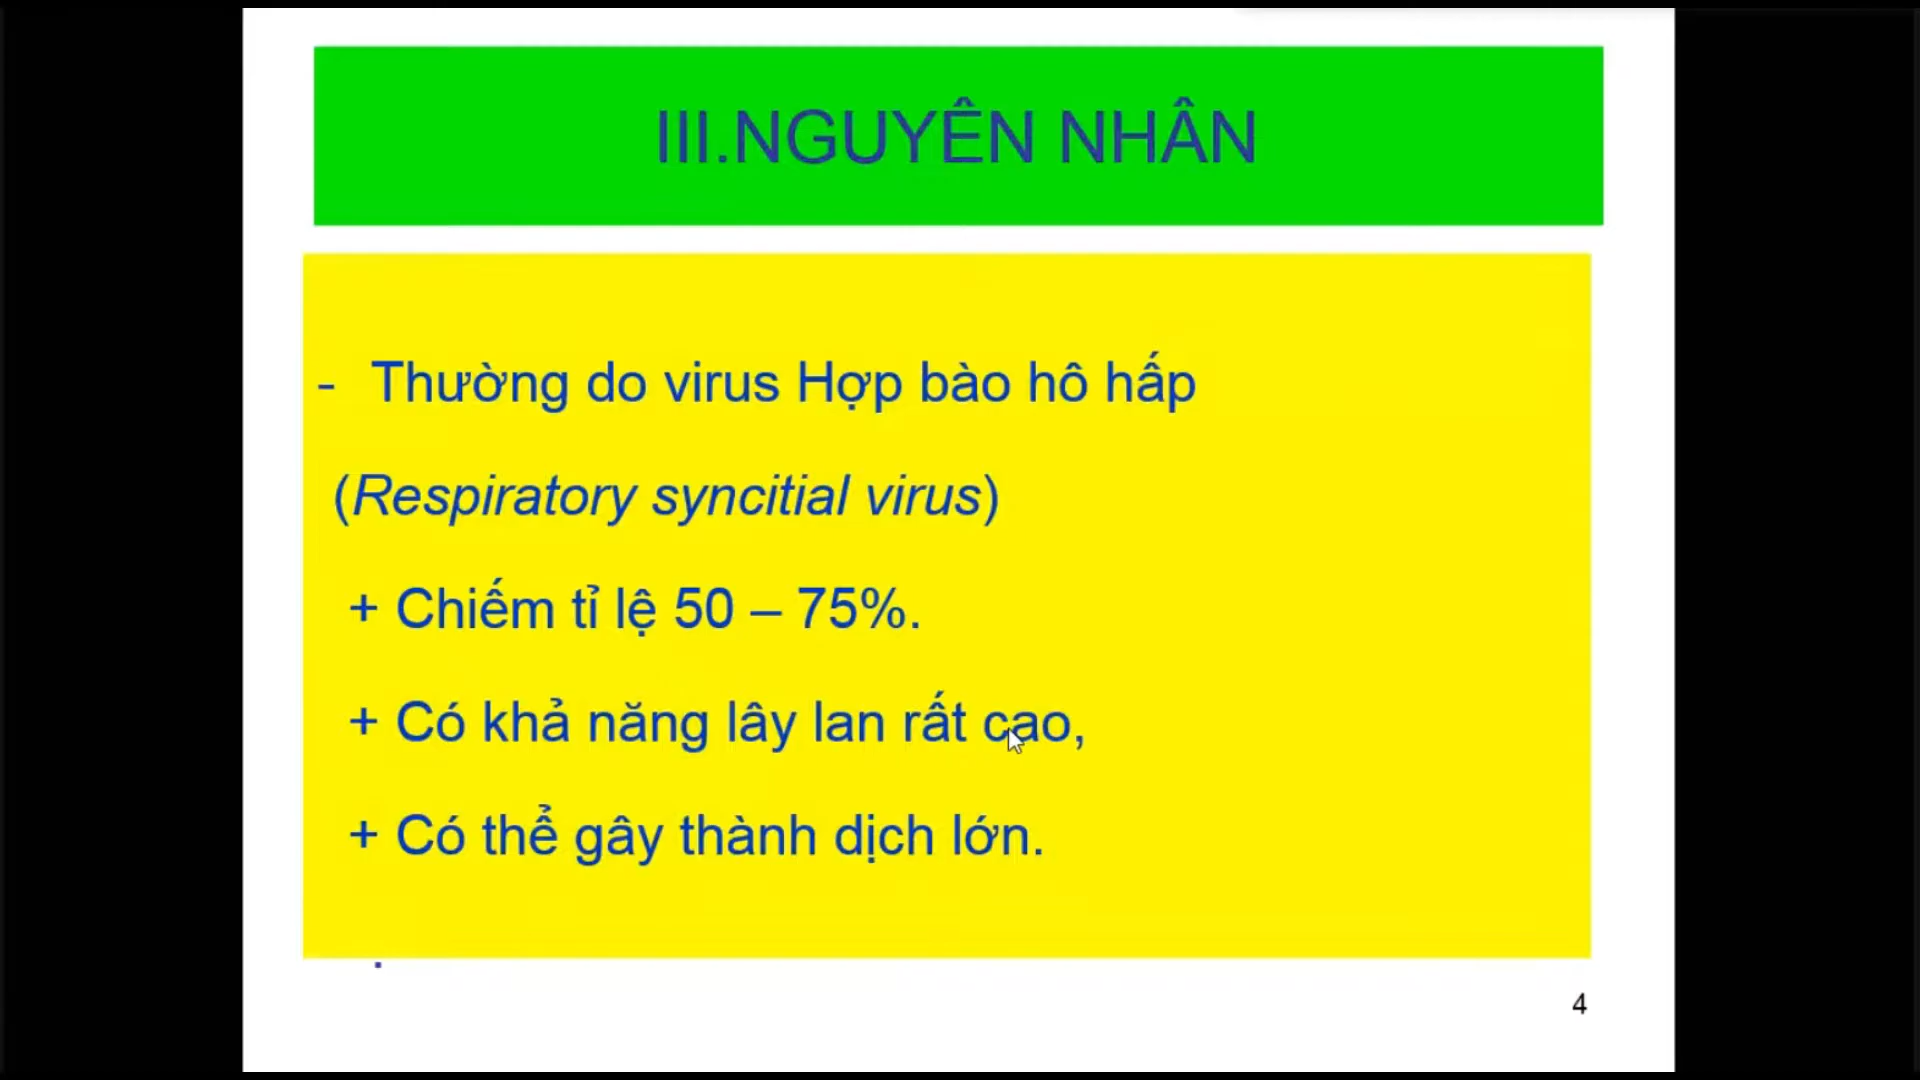 III.NGUYÊN NHÂN
- Thường do virus Hợp bào hô hấp
(Respiratory syncitial virus)
+ Chiếm tỉ lệ 50 – 75%.
+ Có khả năng lây lan rất cao,
+ Có thể gây thành dịch lớn.
4